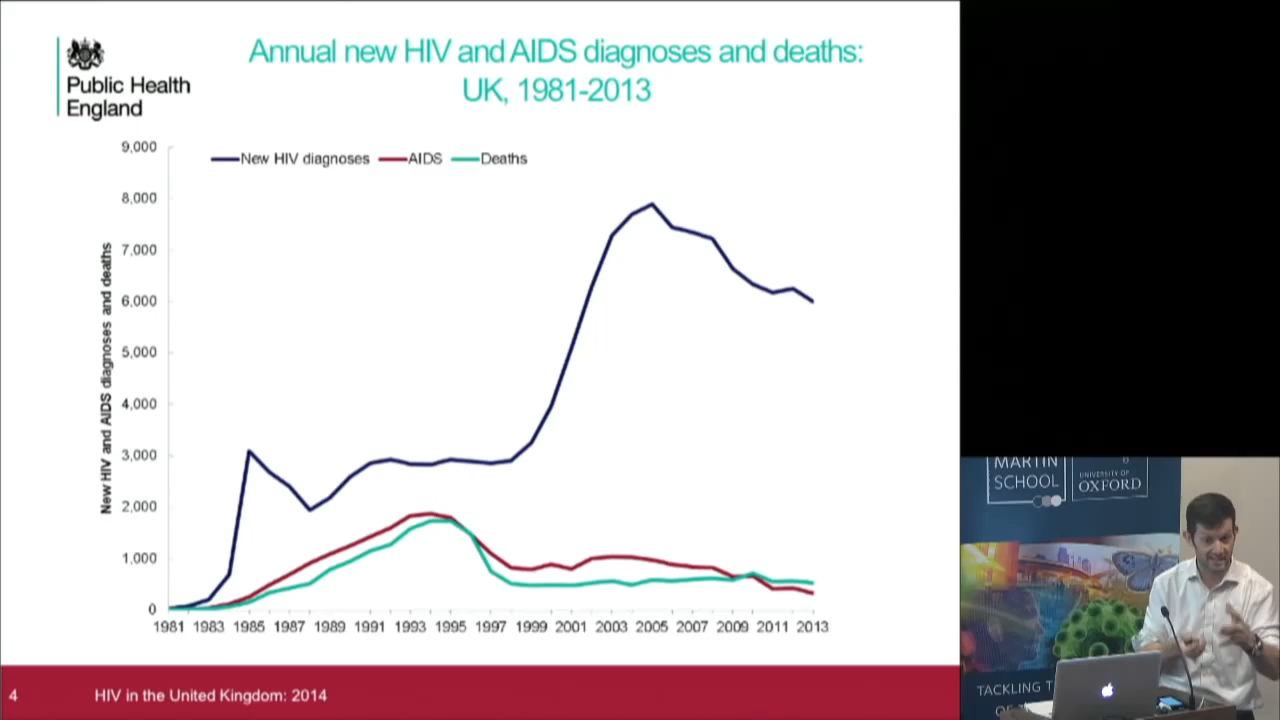 Public Health
England
Annual new HIV and AIDS diagnoses and deaths:
UK, 1981-2013
New HIV diagnoses AIDS Deaths
New HIV and AIDS diagnoses and deaths
9,000
8,000
7,000
6,000
5,000
4,000
3,000
2,000
1,000
0
1981 1983 1985 1987 1989 1991 1993 1995 1997 1999 2001 2003 2005 2007 2009 2011 2013
4 HIV in the United Kingdom: 2014
MARTIN
SCHOOL
UNIVERSITY OF
OXFORD
TACKLING